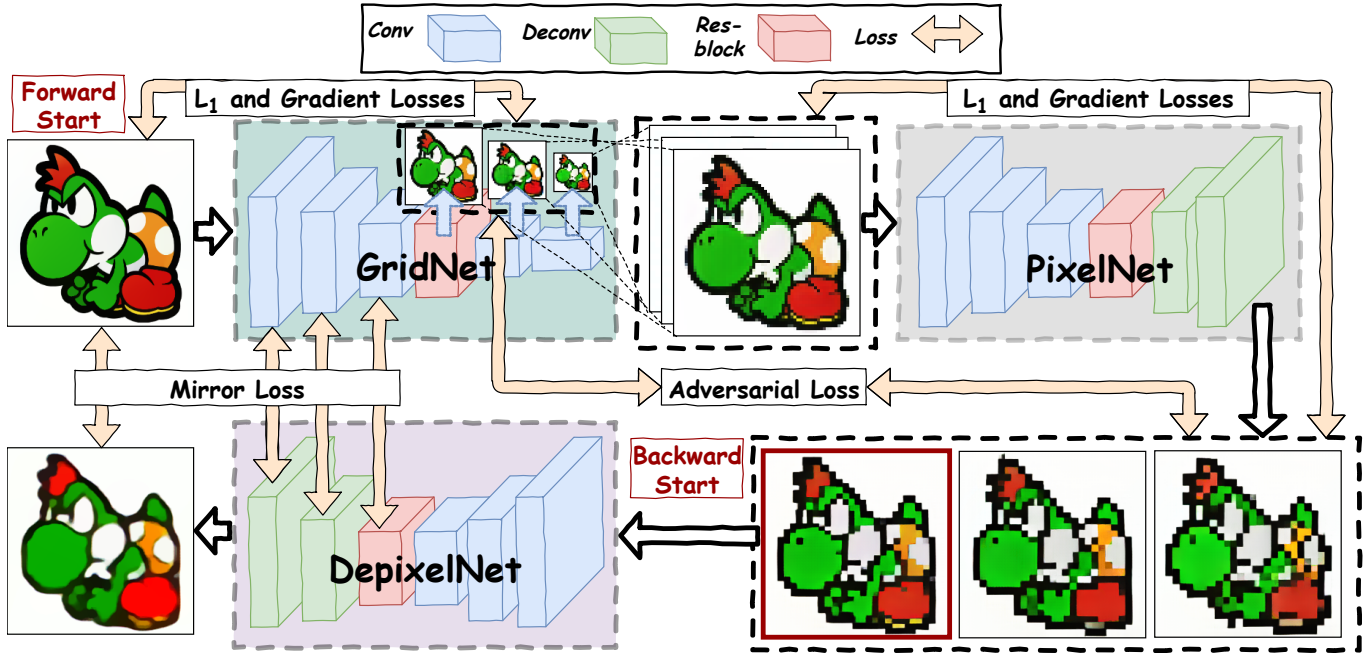 Conv
Deconv
Res-
block
Loss
Forward
Start
L1 and Gradient Losses
L1 and Gradient Losses
GridNet
PixelNet
Mirror Loss
Adversarial Loss
Backward
Start
DepixelNet